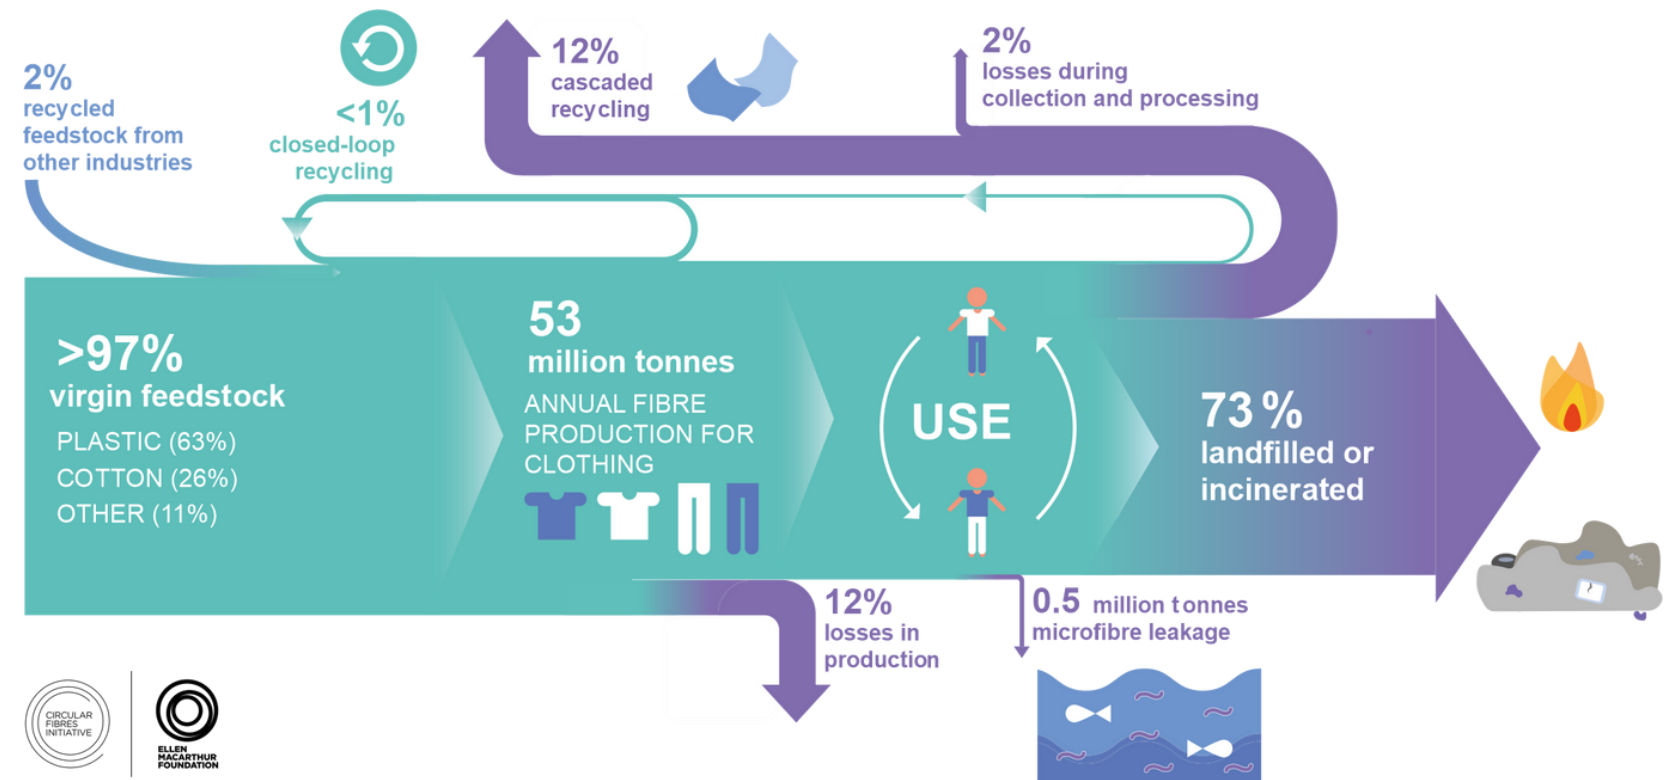 2%
recycled
feedstock from
other industries
<1%
closed-loop
recycling
12%
cascaded
recycling
2%
losses during
collection and processing
>97%
virgin feedstock
PLASTIC (63%)
COTTON (26%)
OTHER (11%)
53
million tonnes
ANNUAL FIBRE
PRODUCTION FOR
CLOTHING
USE
73%
landfilled or
incinerated
12%
losses in
production
0.5 million tonnes
microfibre leakage
CIRCULAR
FIBRES
INITIATIVE
ELLEN
MACARTHUR
FOUNDATION